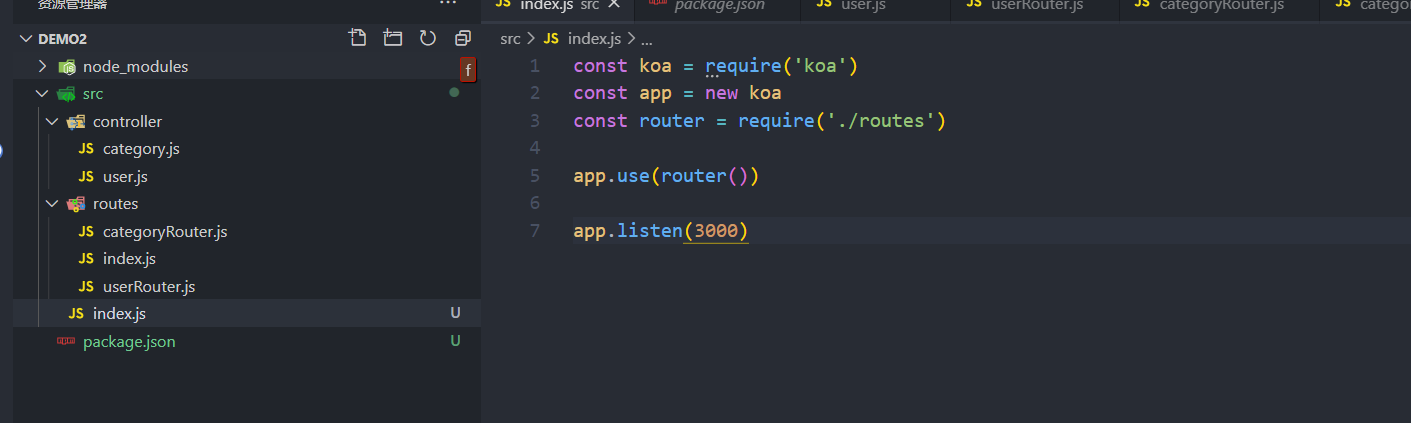 资源管理器
···
DEMO2
node_modules
f
src
controller
JS category.js
JS user.js
routes
JS categoryRouter.js
JS index.js
JS userRouter.js
JS index.js U
package.json U
JS index.js src
package.json
JS user.js
JS userRouter.js
JS categoryRouter.js
JS catego
src > JS index.js > ...
1 const koa = require('koa')
2 const app = new koa
3 const router = require('./routes')
4
5 app.use(router())
6
7 app.listen(3000)